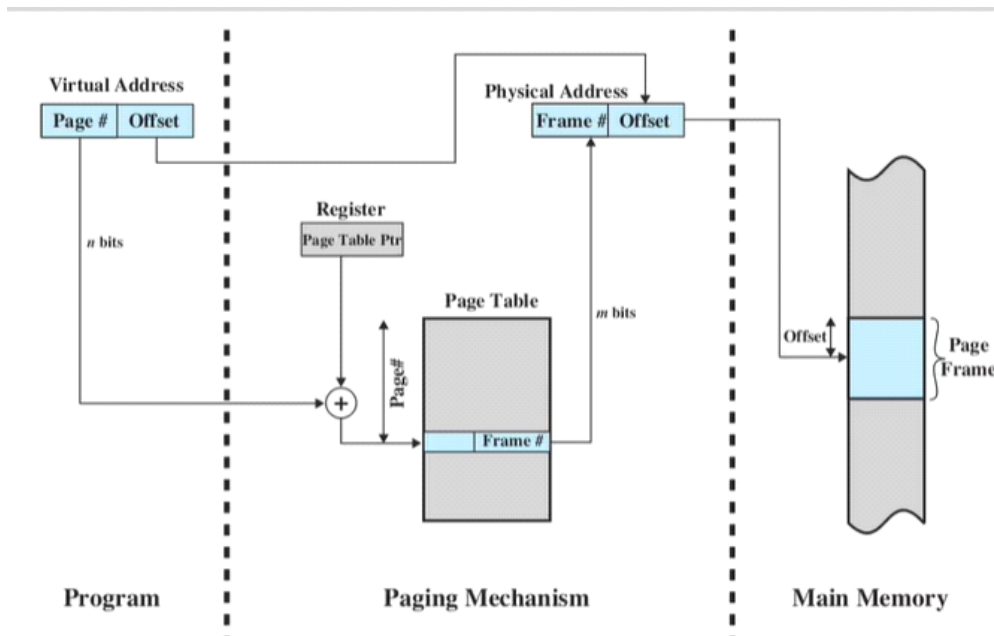 Virtual Address
Page # Offset
Physical Address
Frame # Offset
Register
Page Table Ptr
n bits
Page Table
m bits
Page#
Offset
Page
Frame
Frame #
Program
Paging Mechanism
Main Memory